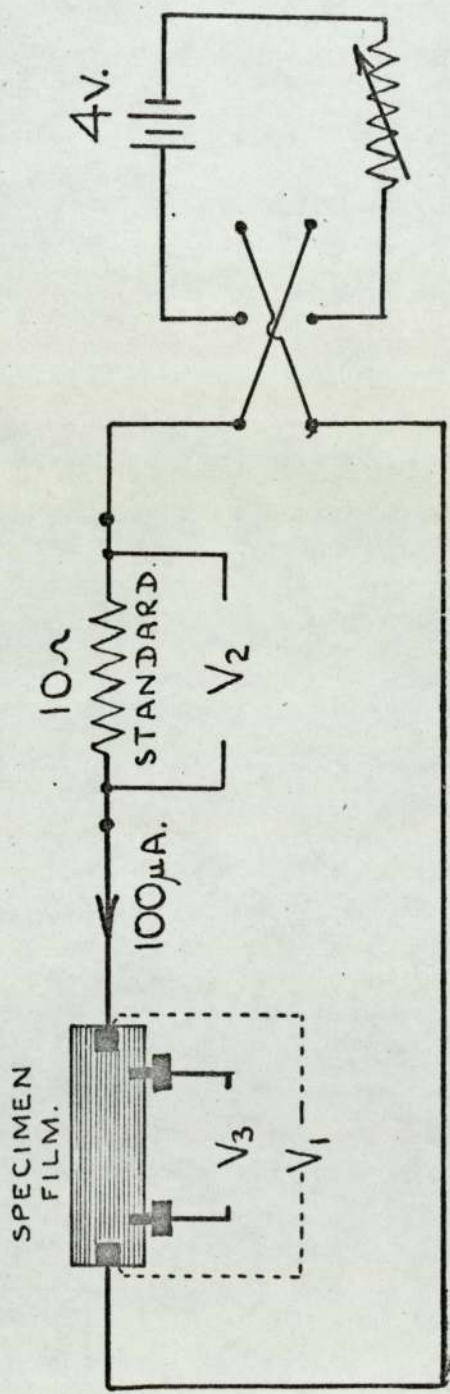 SPECIMEN
FILM.
V3
V1
100μA.
10Ω
STANDARD.
V2
4V.